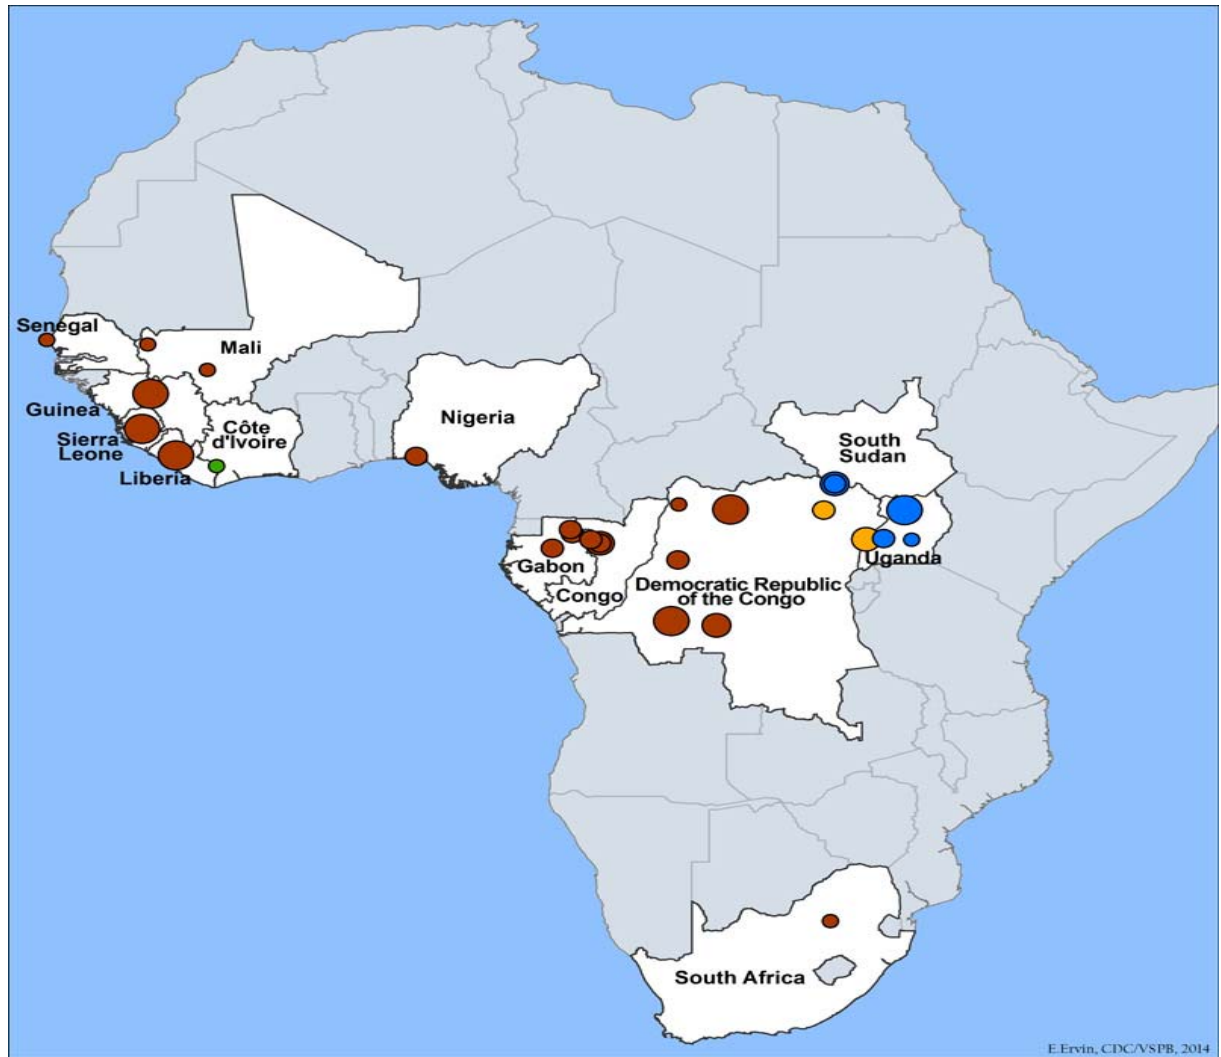 Senegal
Mali
Guinea
Sierra
Leone
Côte
d'Ivoire
Liberia
Nigeria
South
Sudan
Gabon
Congo
Democratic Republic
of the Congo
Uganda
South Africa
E.Ervin, CDC/VSPB, 2014